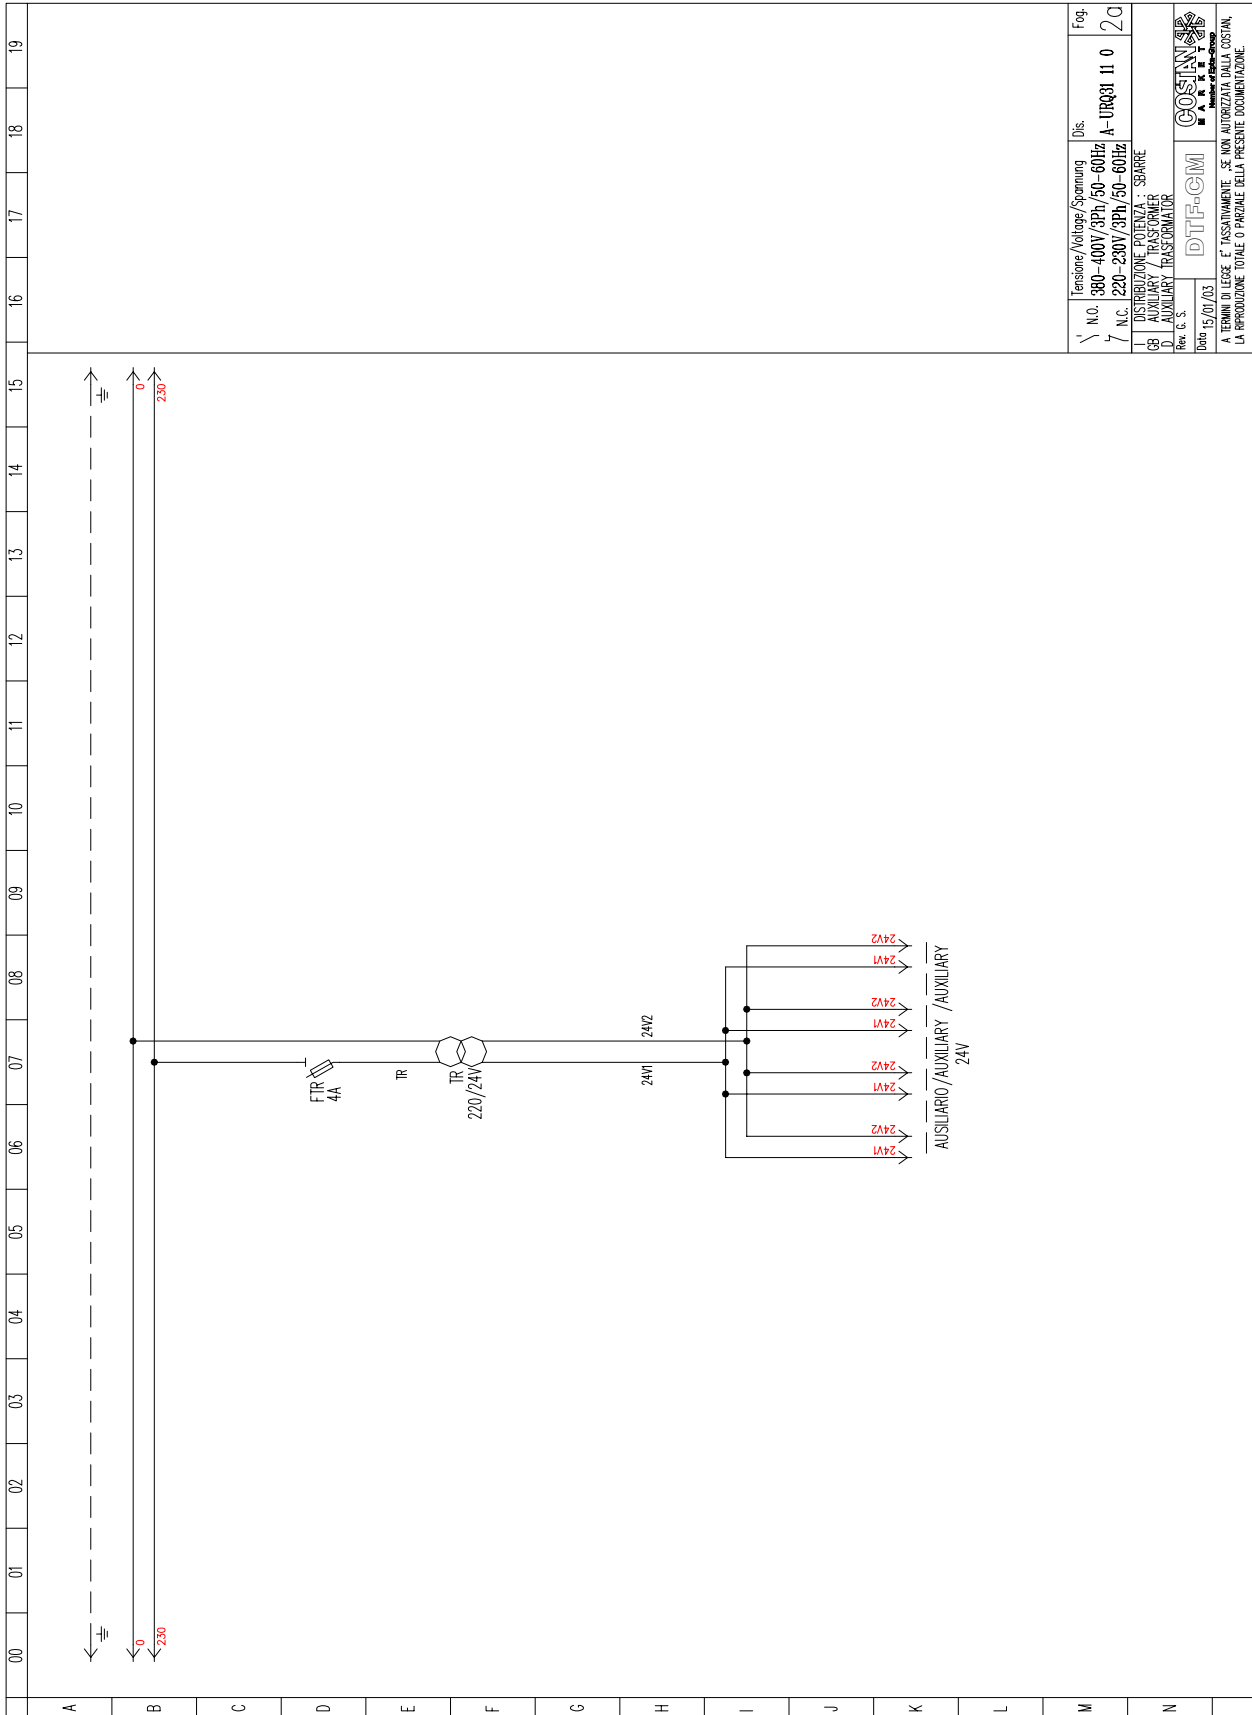 00 01 02 03 04 05 06 07 08 09 10 11 12 13 14 15 16 17 18 19
A
B
C
D
E
F
G
H
I
J
K
L
M
N
0
230
0
230
FTR
4A
TR
TR
220/24V
24V1
24V2
24V1 24V2 24V1 24V2 24V1 24V2 24V1 24V2
AUSILIARIO/AUXILIARY /AUXILIARY
24V
N.O.
N.C.
Tensione/Voltage/Spannung
380-400V/3Ph/50-60Hz
220-230V/3Ph/50-60Hz
Dis.
A-URQ31 11 0
Fog.
2a
I DISTRIBUZIONE POTENZA : SBARRE
GB AUXILIARY / TRASFORMER
D AUXILIARY TRASFORMATOR
Rev. G. S.
Data 15/01/03
DTF-CM
COSTAN
MARKET
Member of Epta-Group
A TERMINI DI LEGGE E' TASSATIVAMENTE ,SE NON AUTORIZZATA DALLA COSTAN,
LA RIPRODUZIONE TOTALE O PARZIALE DELLA PRESENTE DOCUMENTAZIONE.